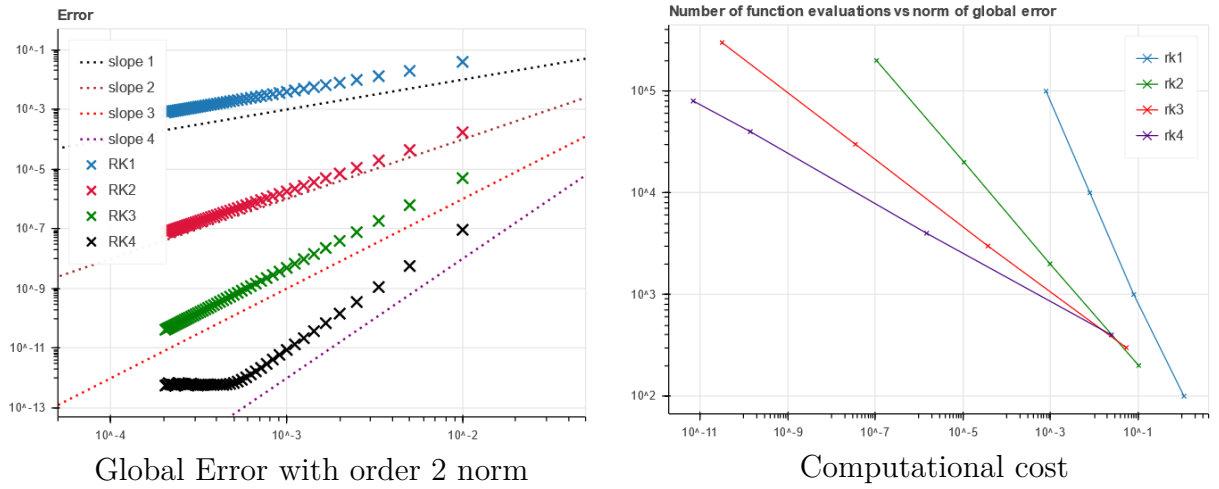 Error
10^-1
10^-3
10^-5
10^-7
10^-9
10^-11
10^-13
slope 1
slope 2
slope 3
slope 4
RK1
RK2
RK3
RK4
10^-4
10^-3
10^-2
Global Error with order 2 norm
Number of function evaluations vs norm of global error
10^5
10^4
10^3
10^2
rk1
rk2
rk3
rk4
10^-11
10^-9
10^-7
10^-5
10^-3
10^-1
Computational cost